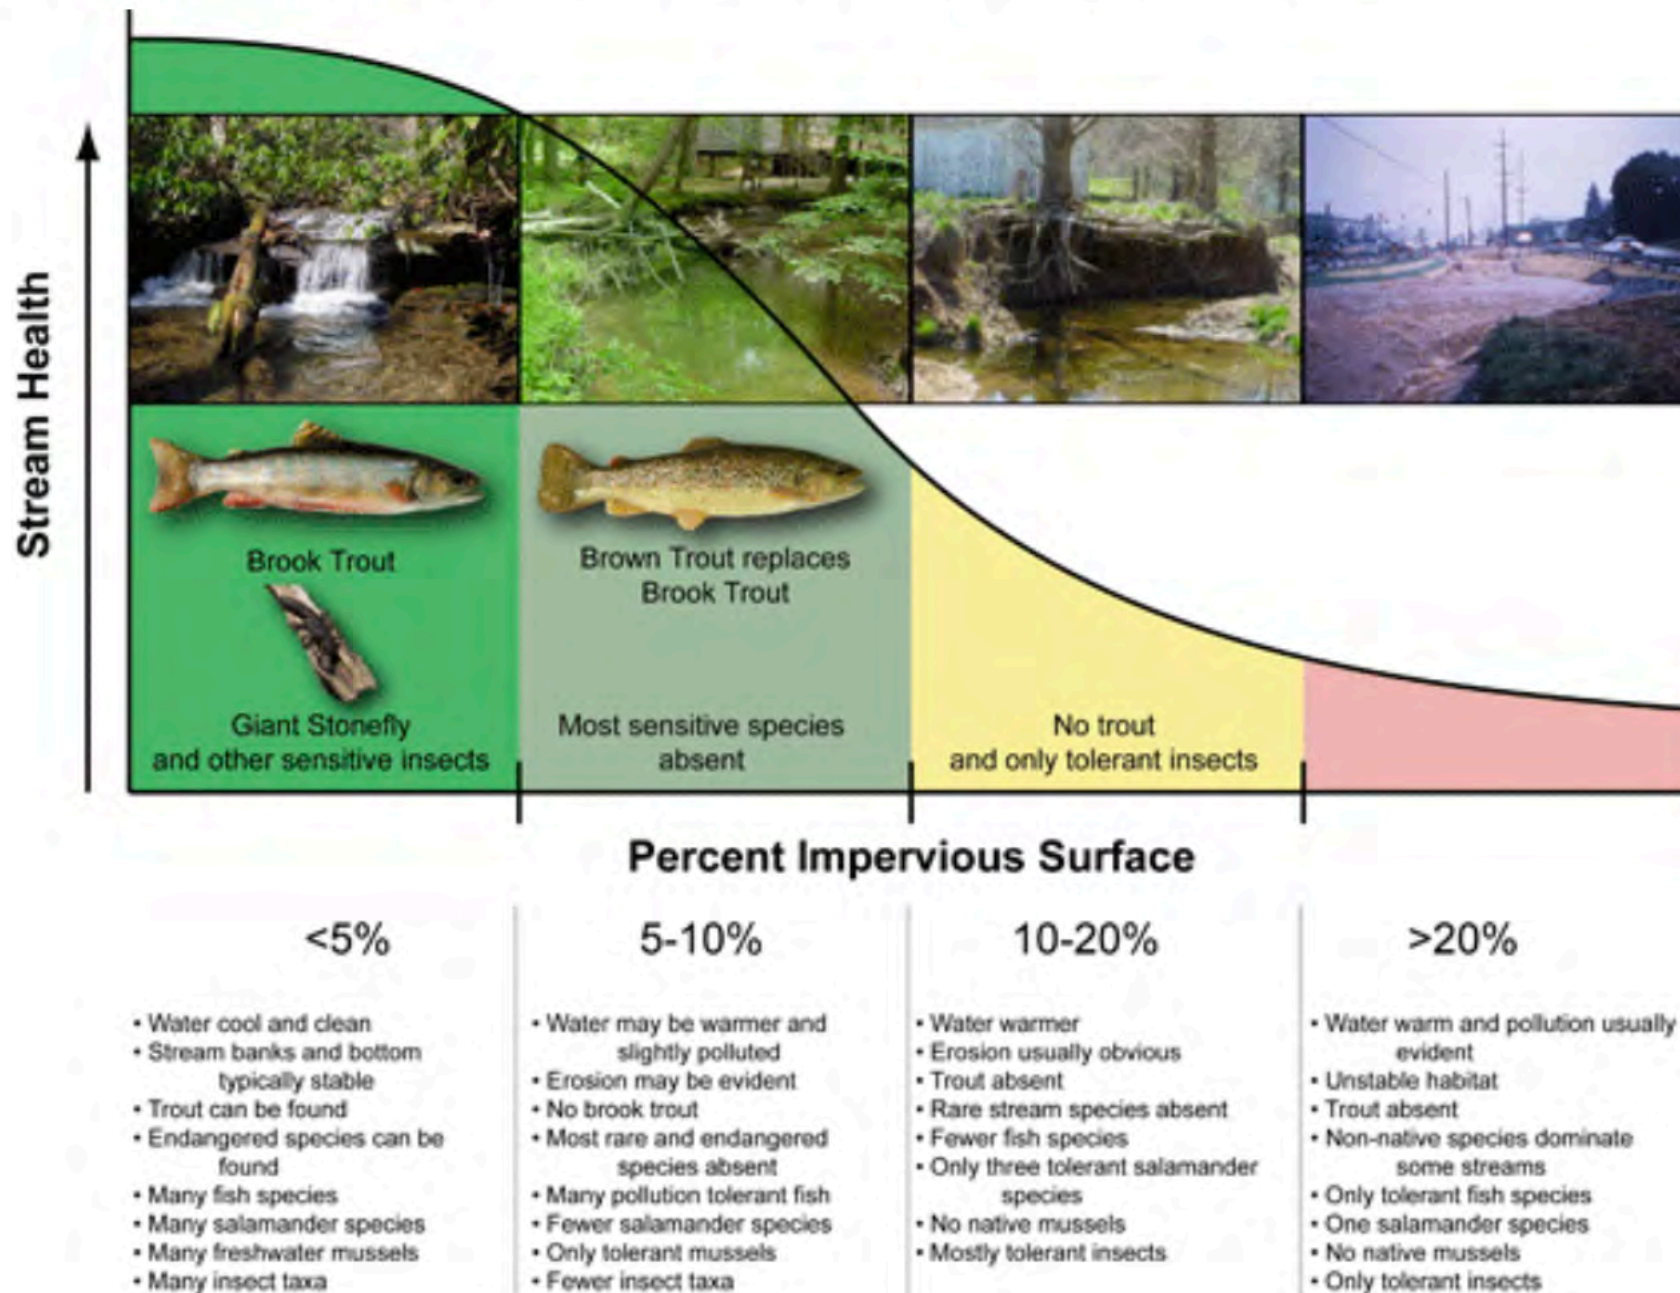 Stream Health
Brook Trout
Giant Stonefly
and other sensitive insects
Brown Trout replaces
Brook Trout
Most sensitive species
absent
No trout
and only tolerant insects
Percent Impervious Surface
<5%
• Water cool and clean
• Stream banks and bottom
typically stable
• Trout can be found
• Endangered species can be
found
• Many fish species
• Many salamander species
• Many freshwater mussels
• Many insect taxa
5-10%
• Water may be warmer and
slightly polluted
• Erosion may be evident
• No brook trout
• Most rare and endangered
species absent
• Many pollution tolerant fish
• Fewer salamander species
• Only tolerant mussels
• Fewer insect taxa
10-20%
• Water warmer
• Erosion usually obvious
• Trout absent
• Rare stream species absent
• Fewer fish species
• Only three tolerant salamander
species
• No native mussels
• Mostly tolerant insects
>20%
• Water warm and pollution usually
evident
• Unstable habitat
• Trout absent
• Non-native species dominate
some streams
• Only tolerant fish species
• One salamander species
• No native mussels
• Only tolerant insects